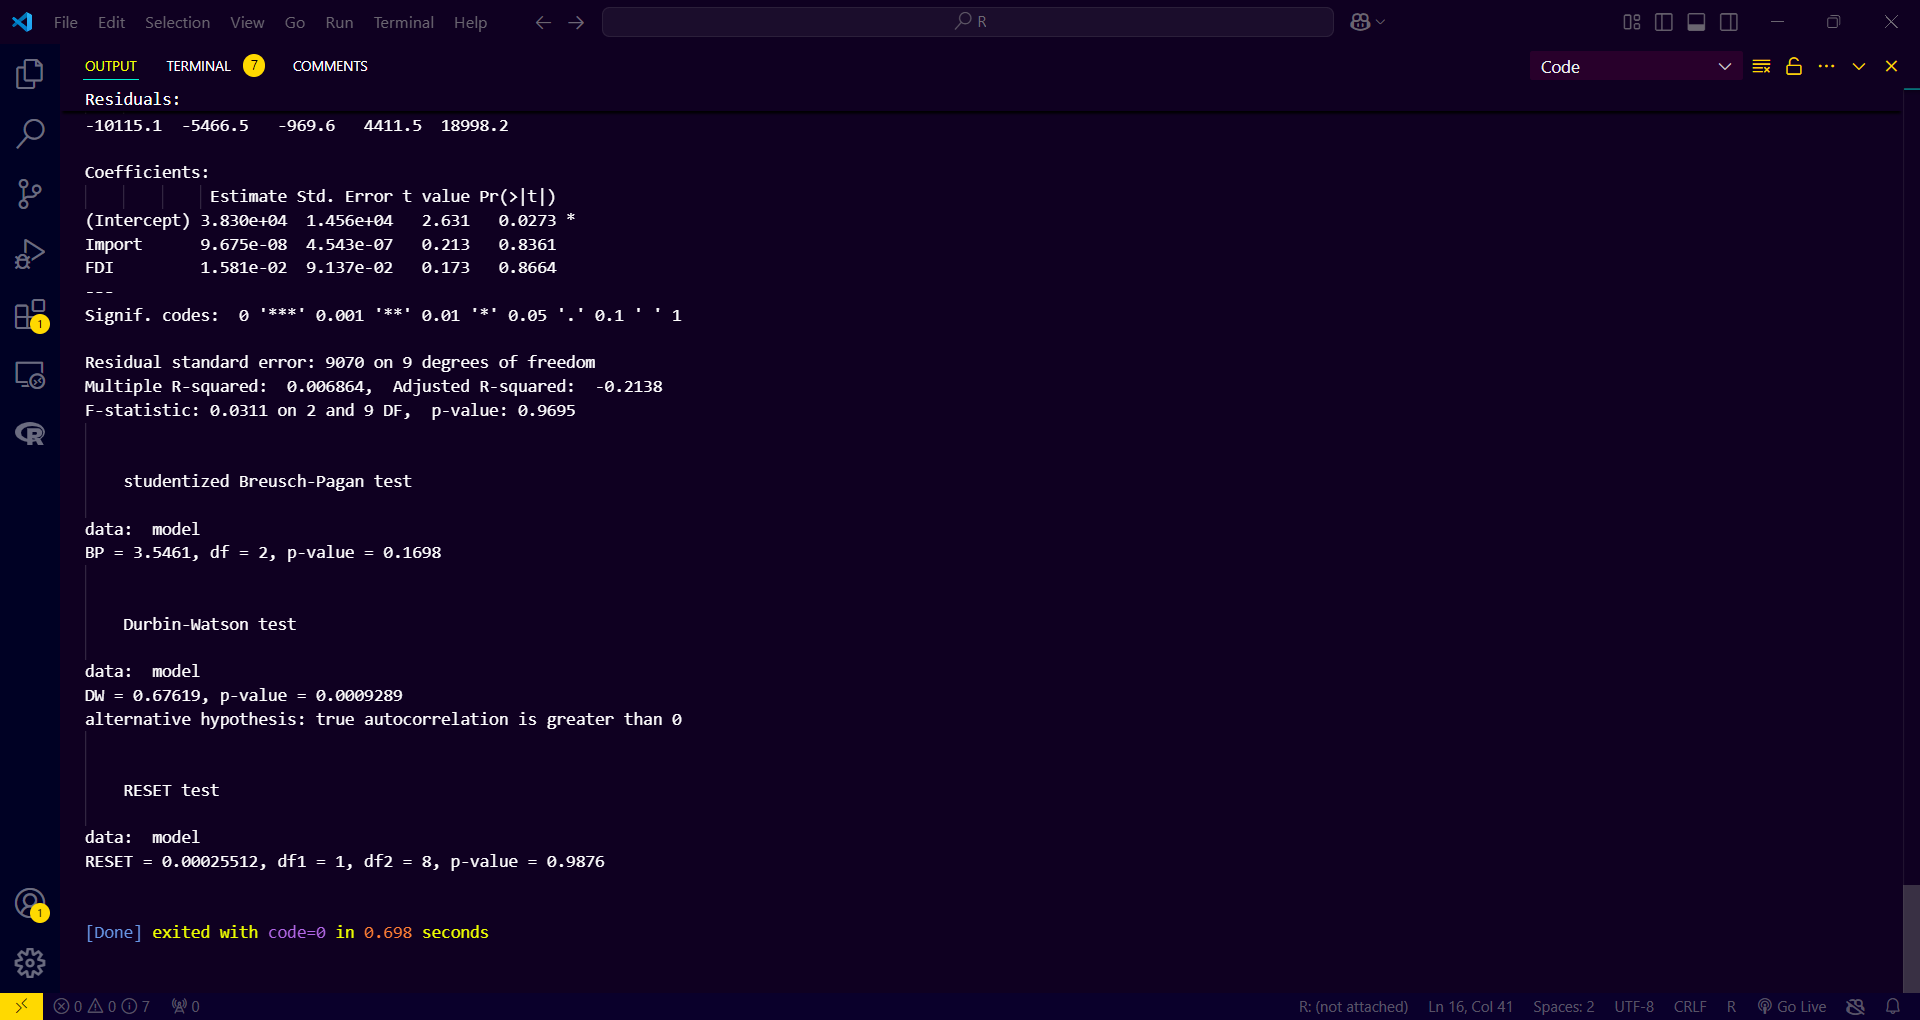 File Edit Selection View Go Run Terminal Help
R
OUTPUT TERMINAL 7 COMMENTS
Code
Residuals:
-10115.1  -5466.5   -969.6   4411.5  18998.2
Coefficients:
Estimate Std. Error t value Pr(>|t|)
(Intercept) 3.830e+04  1.456e+04   2.631   0.0273 *
Import      9.675e-08  4.543e-07   0.213   0.8361
FDI         1.581e-02  9.137e-02   0.173   0.8664
---
Signif. codes:  0 '***' 0.001 '**' 0.01 '*' 0.05 '.' 0.1 ' ' 1
Residual standard error: 9070 on 9 degrees of freedom
Multiple R-squared:  0.006864,  Adjusted R-squared:  -0.2138
F-statistic: 0.0311 on 2 and 9 DF,  p-value: 0.9695
studentized Breusch-Pagan test
data:  model
BP = 3.5461, df = 2, p-value = 0.1698
Durbin-Watson test
data:  model
DW = 0.67619, p-value = 0.0009289
alternative hypothesis: true autocorrelation is greater than 0
RESET test
data:  model
RESET = 0.00025512, df1 = 1, df2 = 8, p-value = 0.9876
[Done] exited with code=0 in 0.698 seconds
1
1
R
0 0 7 0 R: (not attached) Ln 16, Col 41 Spaces: 2 UTF-8 CRLF R Go Live